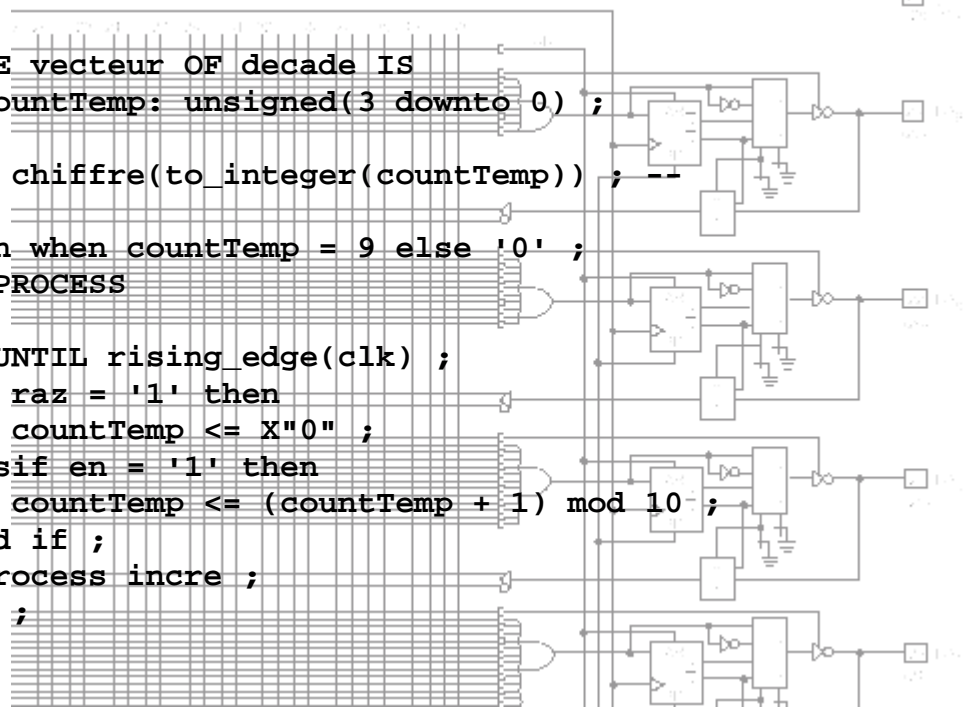 E vecteur OF decade IS
ountTemp: unsigned(3 downto 0) ;
chiffre(to_integer(countTemp)) ; --
n when countTemp = 9 else '0' ;
PROCESS
UNTIL rising_edge(clk) ;
raz = '1' then
countTemp <= X"0" ;
sif en = '1' then
countTemp <= (countTemp + 1) mod 10 ;
d if ;
rocess incre ;
;